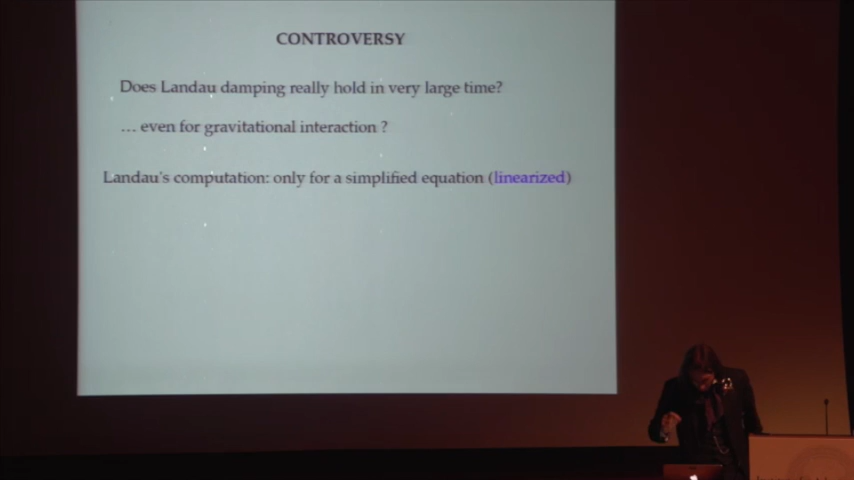 CONTROVERSY
Does Landau damping really hold in very large time?
... even for gravitational interaction ?
Landau's computation: only for a simplified equation (linearized)